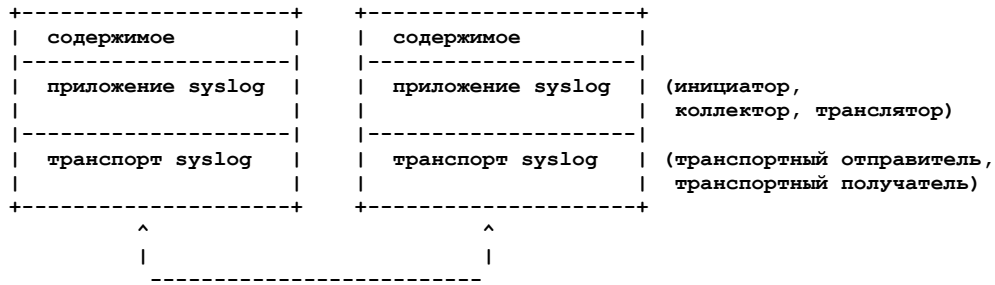 содержимое содержимое
приложение syslog приложение syslog (инициатор,
коллектор, транслятор)
транспорт syslog транспорт syslog (транспортный отправитель,
транспортный получатель)